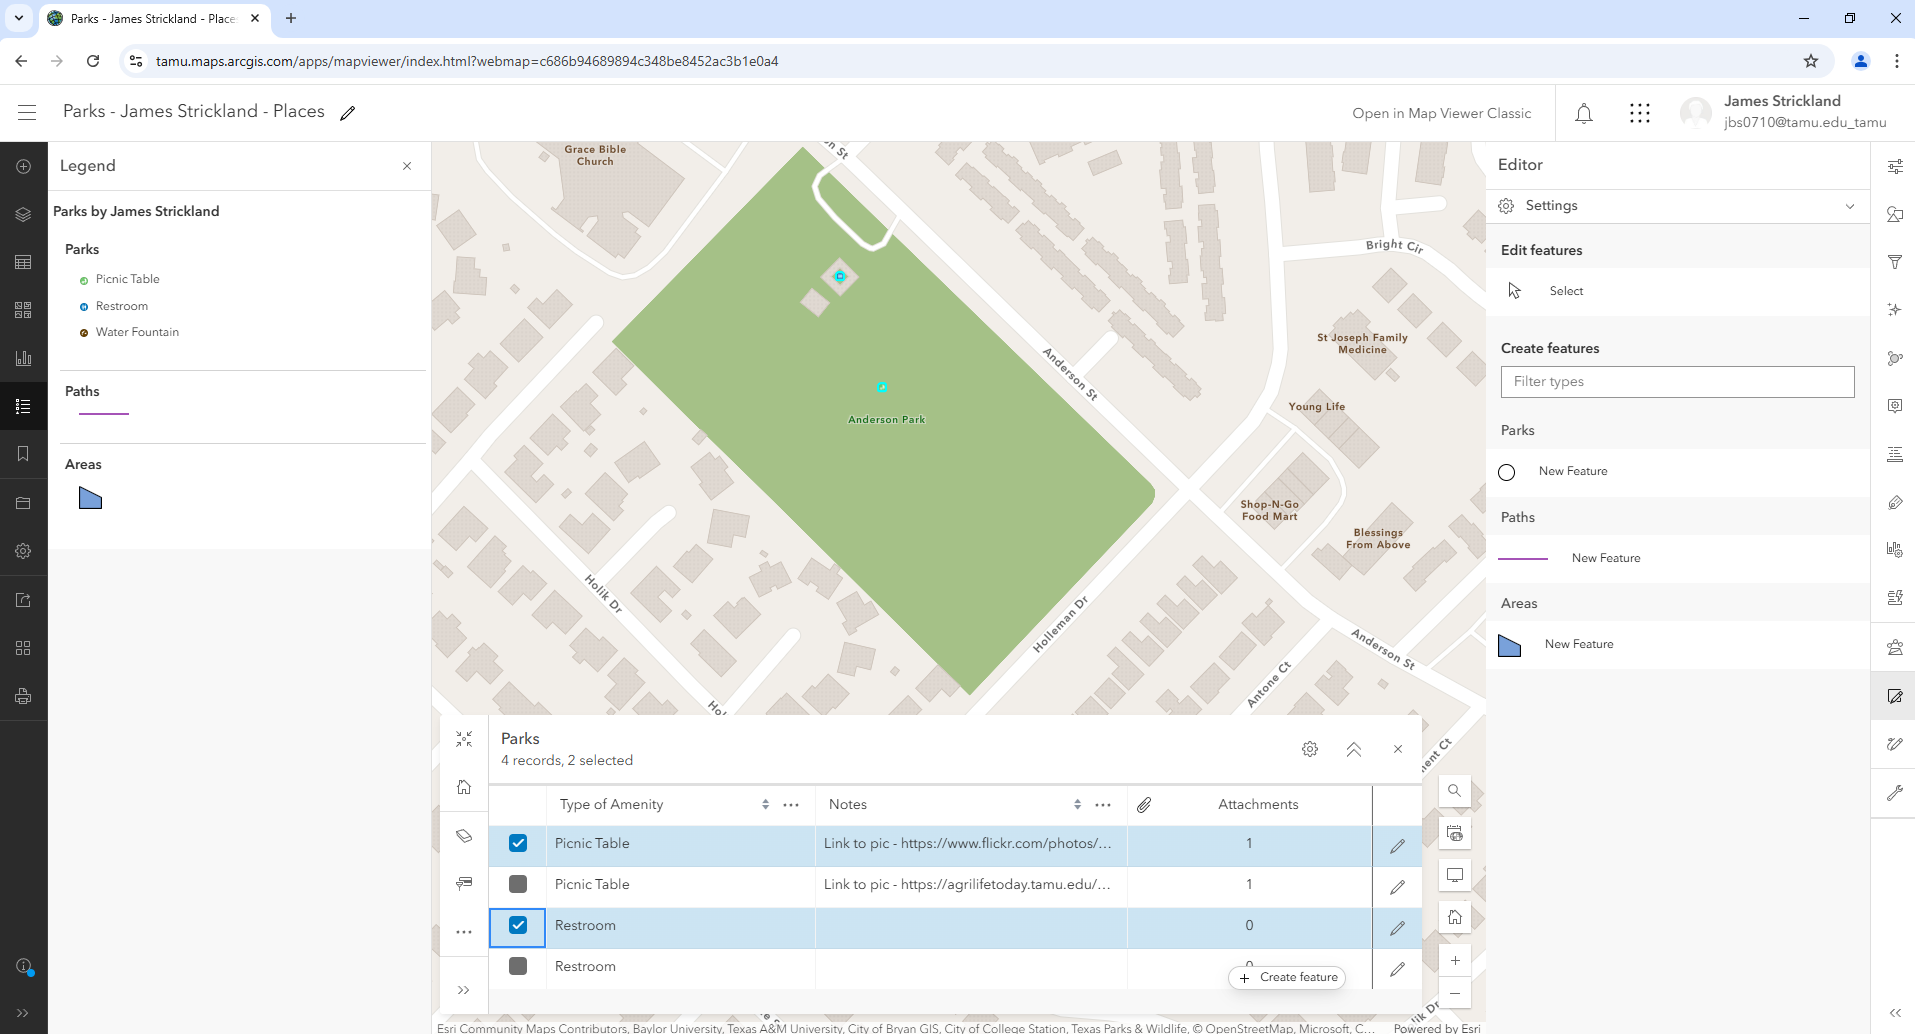 Parks - James Strickland - Place
tamu.maps.arcgis.com/apps/mapviewer/index.html?webmap=c686b94689894c348be8452ac3b1e0a4
Parks - James Strickland - Places
Open in Map Viewer Classic
James Strickland
jbs0710@tamu.edu_tamu
Legend
Parks by James Strickland
Parks
Picnic Table
Restroom
Water Fountain
Paths
Areas
Grace Bible
Church
on St
Bright Cir
St Joseph Family
Medicine
Anderson St
Young Life
Anderson Park
Shop-N-Go
Food Mart
Blessings
From Above
Holik Dr
Holleman Dr
Anderson St
Antone Ct
Hol
ment Ct
lik Dr
Editor
Settings
Edit features
Select
Create features
Filter types
Parks
New Feature
Paths
New Feature
Areas
New Feature
Parks
4 records, 2 selected
Type of Amenity
Notes
Attachments
Picnic Table Link to pic - https://www.flickr.com/photos/... 1
Picnic Table Link to pic - https://agrilifetoday.tamu.edu/... 1
Restroom 0
Restroom 0
Create feature
Esri Community Maps Contributors, Baylor University, Texas A&M University, City of Bryan GIS, City of College Station, Texas Parks & Wildlife, © OpenStreetMap, Microsoft, C...
Powered by Esri